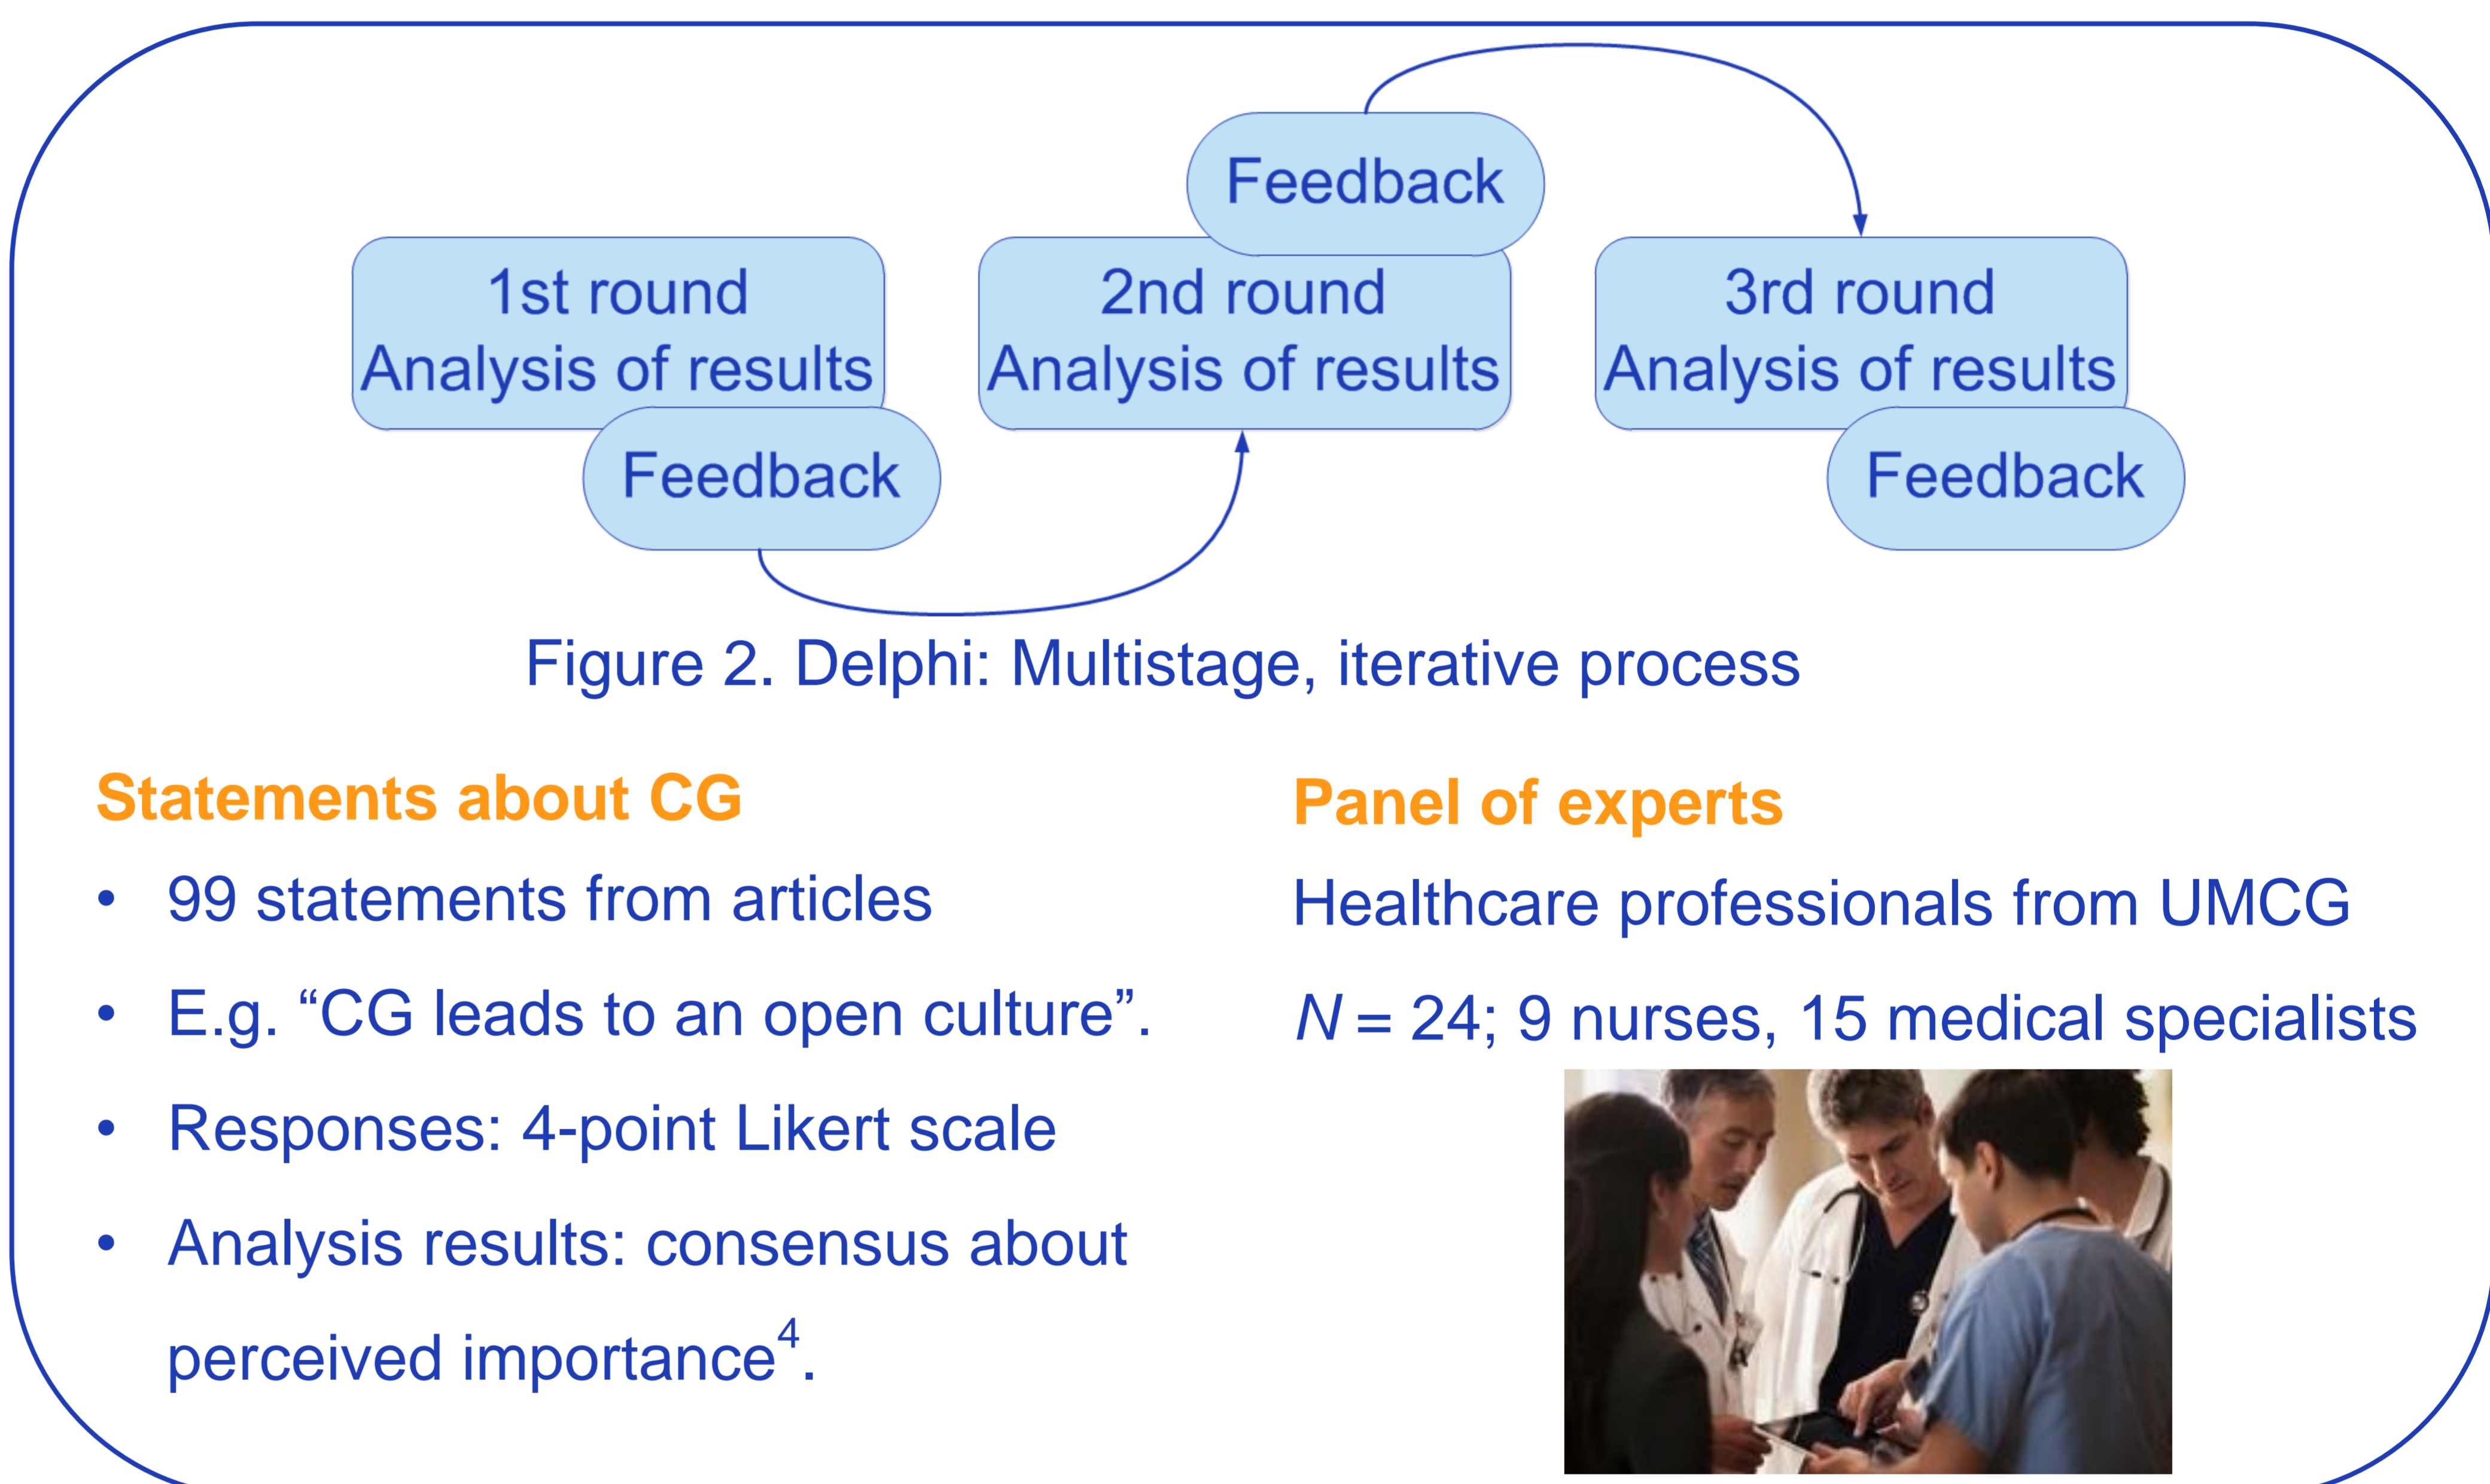 Feedback
1st round
Analysis of results
Feedback
2nd round
Analysis of results
3rd round
Analysis of results
Feedback
Figure 2. Delphi: Multistage, iterative process
Statements about CG
• 99 statements from articles
• E.g. “CG leads to an open culture”.
• Responses: 4-point Likert scale
• Analysis results: consensus about
perceived importance⁴.
Panel of experts
Healthcare professionals from UMCG
N = 24; 9 nurses, 15 medical specialists